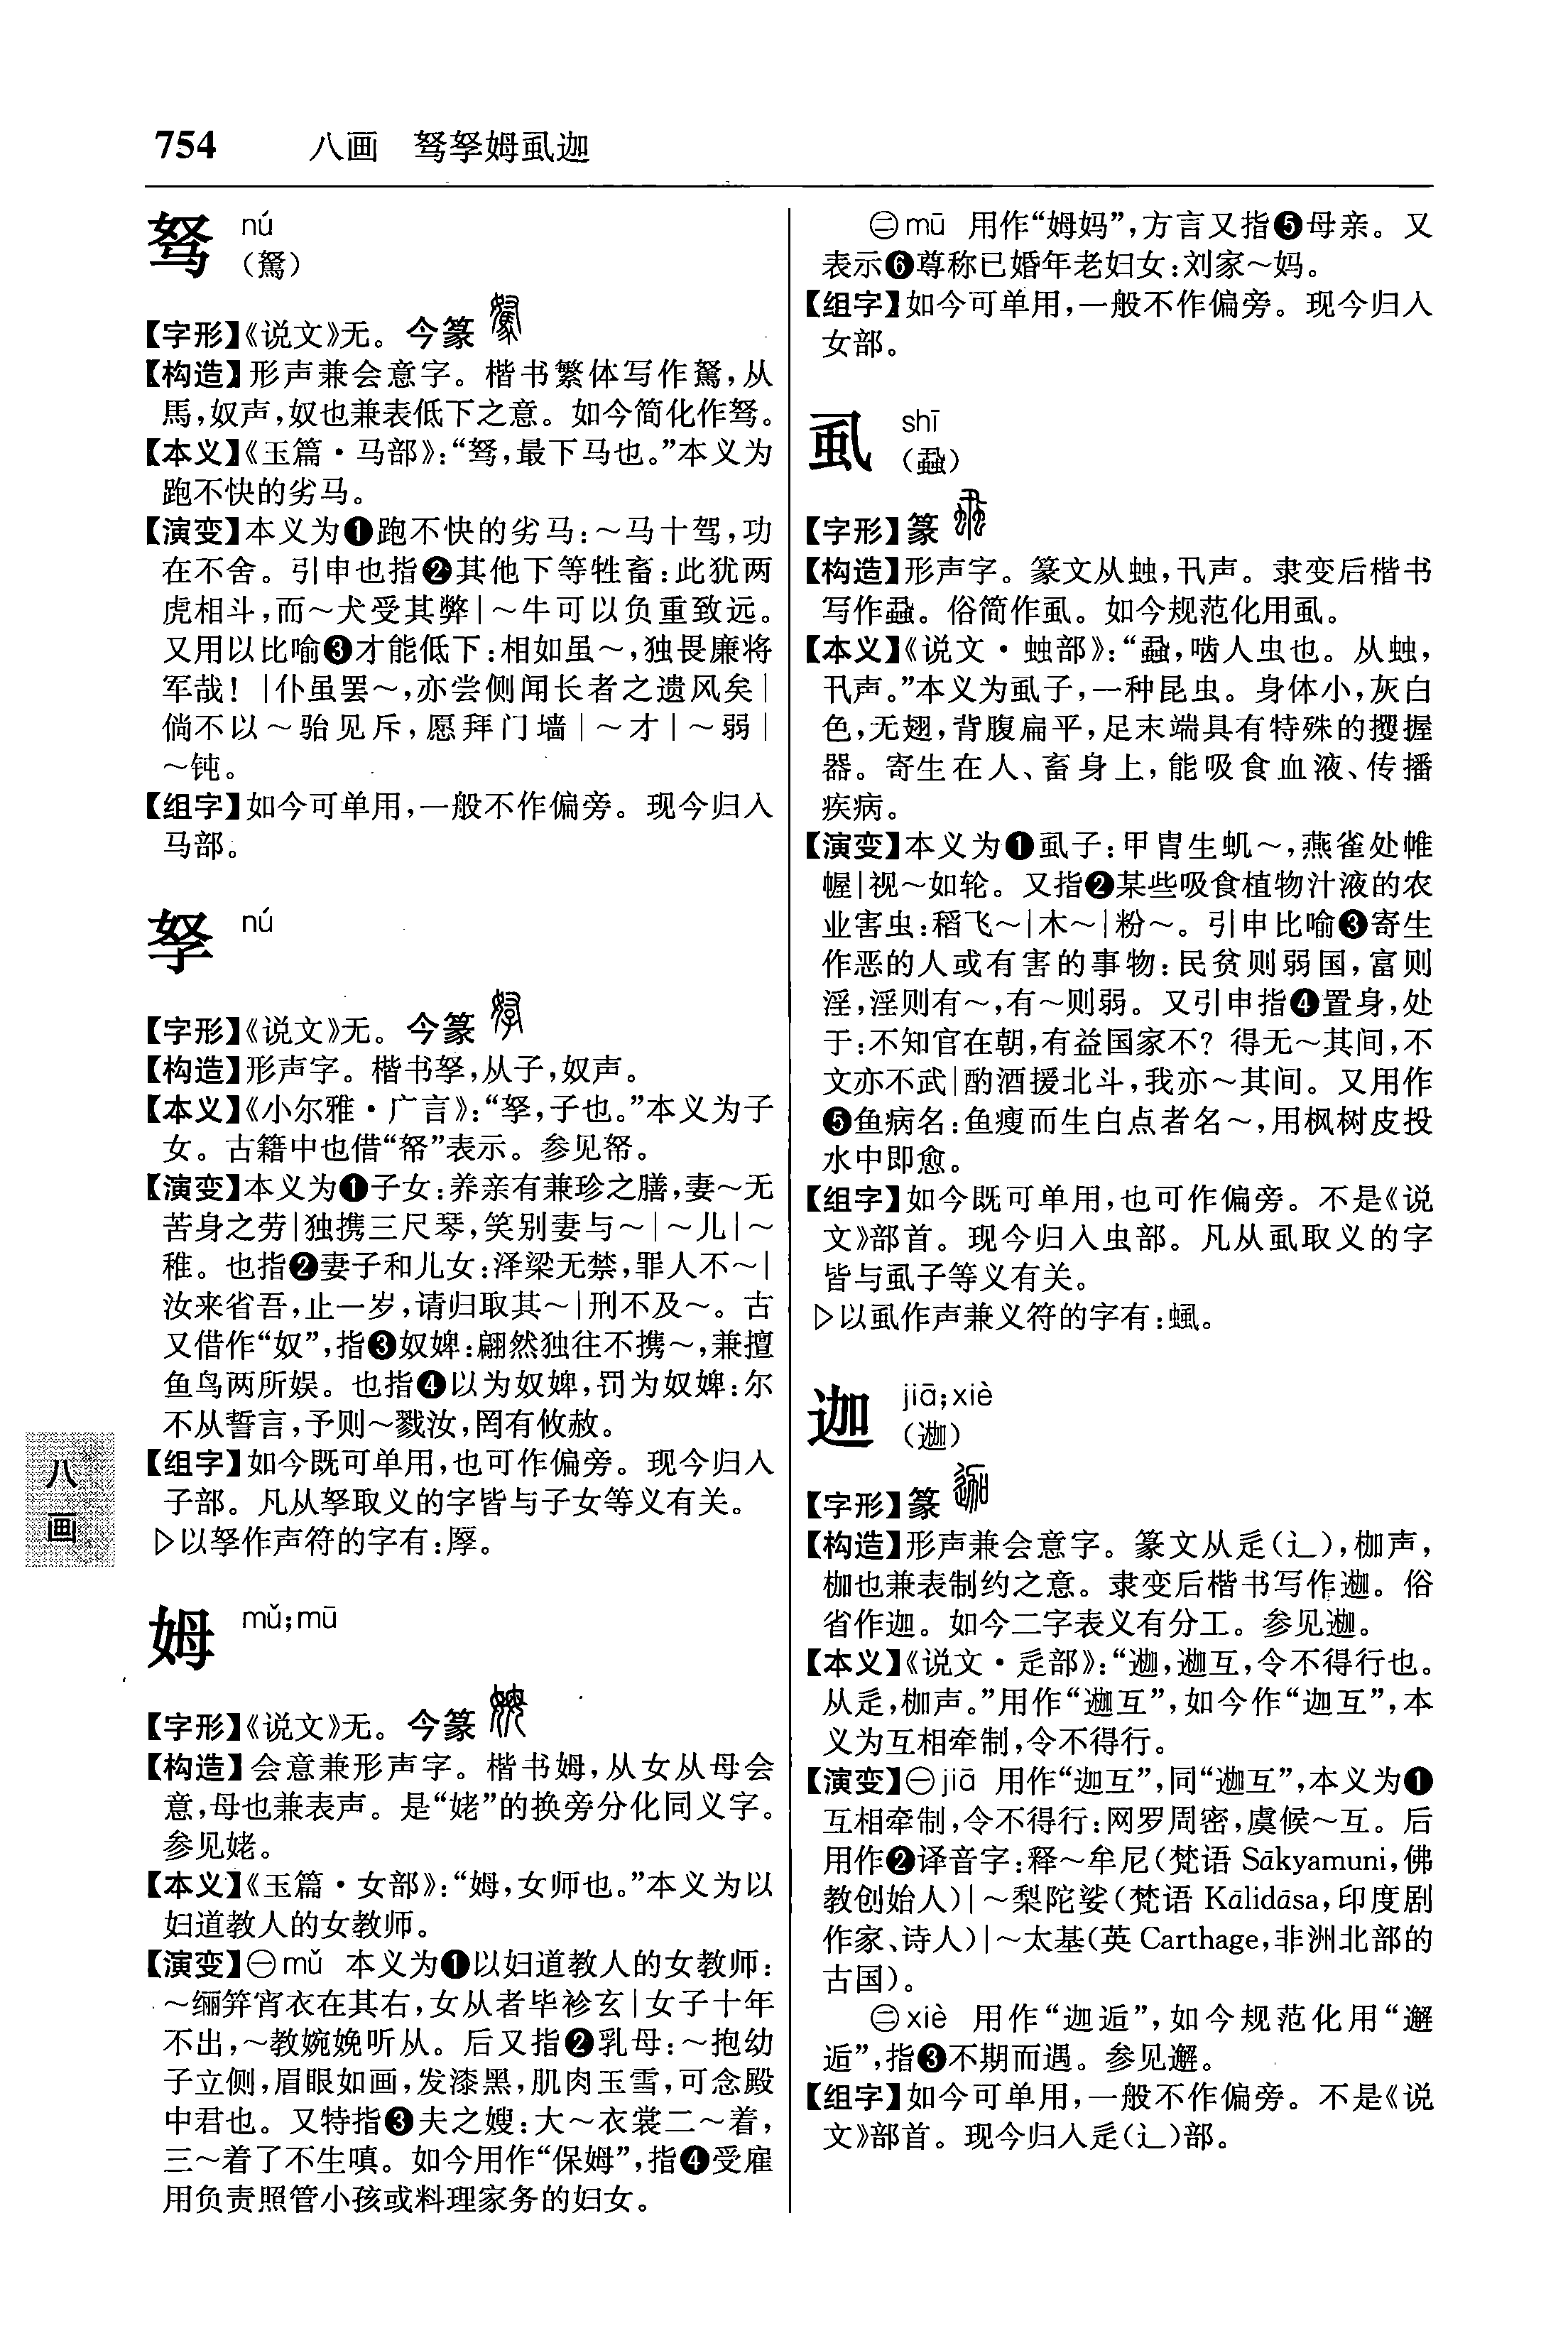 754 八画 驽孥姆虱迦
驽 nú
（駑）
【字形】《说文》无。今篆
【构造】形声兼会意字。楷书繁体写作駑，从
馬，奴声，奴也兼表低下之意。如今简化作驽。
【本义】《玉篇·马部》：“驽，最下马也。”本义为
跑不快的劣马。
【演变】本义为❶跑不快的劣马：～马十驾，功
在不舍。引申也指❷其他下等牲畜：此犹两
虎相斗，而～犬受其弊|～牛可以负重致远。
又用以比喻❸才能低下：相如虽～，独畏廉将
军哉！|仆虽罢～，亦尝侧闻长者之遗风矣|
倘不以～骀见斥，愿拜门墙|～才|～弱|
～钝。
【组字】如今可单用，一般不作偏旁。现今归入
马部。
孥 nú
【字形】《说文》无。今篆
【构造】形声字。楷书孥，从子，奴声。
【本义】《小尔雅·广言》：“孥，子也。”本义为子
女。古籍中也借“帑”表示。参见帑。
【演变】本义为❶子女：养亲有兼珍之膳，妻～无
苦身之劳|独携三尺琴，笑别妻与～|～儿|～
稚。也指❷妻子和儿女：泽梁无禁，罪人不～|
汝来省吾，止一岁，请归取其～|刑不及～。古
又借作“奴”，指❸奴婢：翩然独往不携～，兼擅
鱼鸟两所娱。也指❹以为奴婢，罚为奴婢：尔
不从誓言，予则～戮汝，罔有攸赦。
【组字】如今既可单用，也可作偏旁。现今归入
子部。凡从孥取义的字皆与子女等义有关。
▷以孥作声符的字有：
姆 mǔ；mū
【字形】《说文》无。今篆
【构造】会意兼形声字。楷书姆，从女从母会
意，母也兼表声。是“姥”的换旁分化同义字。
参见姥。
【本义】《玉篇·女部》：“姆，女师也。”本义为以
妇道教人的女教师。
【演变】㊀mǔ 本义为❶以妇道教人的女教师：
～𬙂笄宵衣在其右，女从者毕袗玄|女子十年
不出，～教婉娩听从。后又指❷乳母：～抱幼
子立侧，眉眼如画，发漆黑，肌肉玉雪，可念殿
中君也。又特指❸夫之嫂：大～衣裳二～着，
三～着了不生嗔。如今用作“保姆”，指❹受雇
用负责照管小孩或料理家务的妇女。
㊁mū 用作“姆妈”，方言又指❺母亲。又
表示❻尊称已婚年老妇女：刘家～妈。
【组字】如今可单用，一般不作偏旁。现今归入
女部。
虱 shī
（蝨）
【字形】篆
【构造】形声字。篆文从䖵，卂声。隶变后楷书
写作蝨。俗简作虱。如今规范化用虱。
【本义】《说文·䖵部》：“蝨，啮人虫也。从䖵，
卂声。”本义为虱子，一种昆虫。身体小，灰白
色，无翅，背腹扁平，足末端具有特殊的攫握
器。寄生在人、畜身上，能吸食血液、传播
疾病。
【演变】本义为❶虱子：甲胄生虮～，燕雀处帷
幄|视～如轮。又指❷某些吸食植物汁液的农
业害虫：稻飞～|木～|粉～。引申比喻❸寄生
作恶的人或有害的事物：民贫则弱国，富则
淫，淫则有～，有～则弱。又引申指❹置身，处
于：不知官在朝，有益国家不？得无～其间，不
文亦不武|酌酒援北斗，我亦～其间。又用作
❺鱼病名：鱼瘦而生白点者名～，用枫树皮投
水中即愈。
【组字】如今既可单用，也可作偏旁。不是《说
文》部首。现今归入虫部。凡从虱取义的字
皆与虱子等义有关。
▷以虱作声兼义符的字有：
迦 jiā；xiè
（迣）
【字形】篆
【构造】形声兼会意字。篆文从辵（辶），枷声，
枷也兼表制约之意。隶变后楷书写作。俗
省作迦。如今二字表义有分工。参见。
【本义】《说文·辵部》：“，互，令不得行也。
从辵，枷声。”用作“互”，如今作“迦互”，本
义为互相牵制，令不得行。
【演变】㊀jiā 用作“迦互”，同“互”，本义为❶
互相牵制，令不得行：网罗周密，虞候～互。后
用作❷译音字：释～牟尼（梵语 Sākyamuni，佛
教创始人）|～梨陀娑（梵语 Kālidāsa，印度剧
作家、诗人）|～太基（英 Carthage，非洲北部的
古国）。
㊁xiè 用作“迦逅”，如今规范化用“邂
逅”，指❸不期而遇。参见邂。
【组字】如今可单用，一般不作偏旁。不是《说
文》部首。现今归入辵（辶）部。
八
画